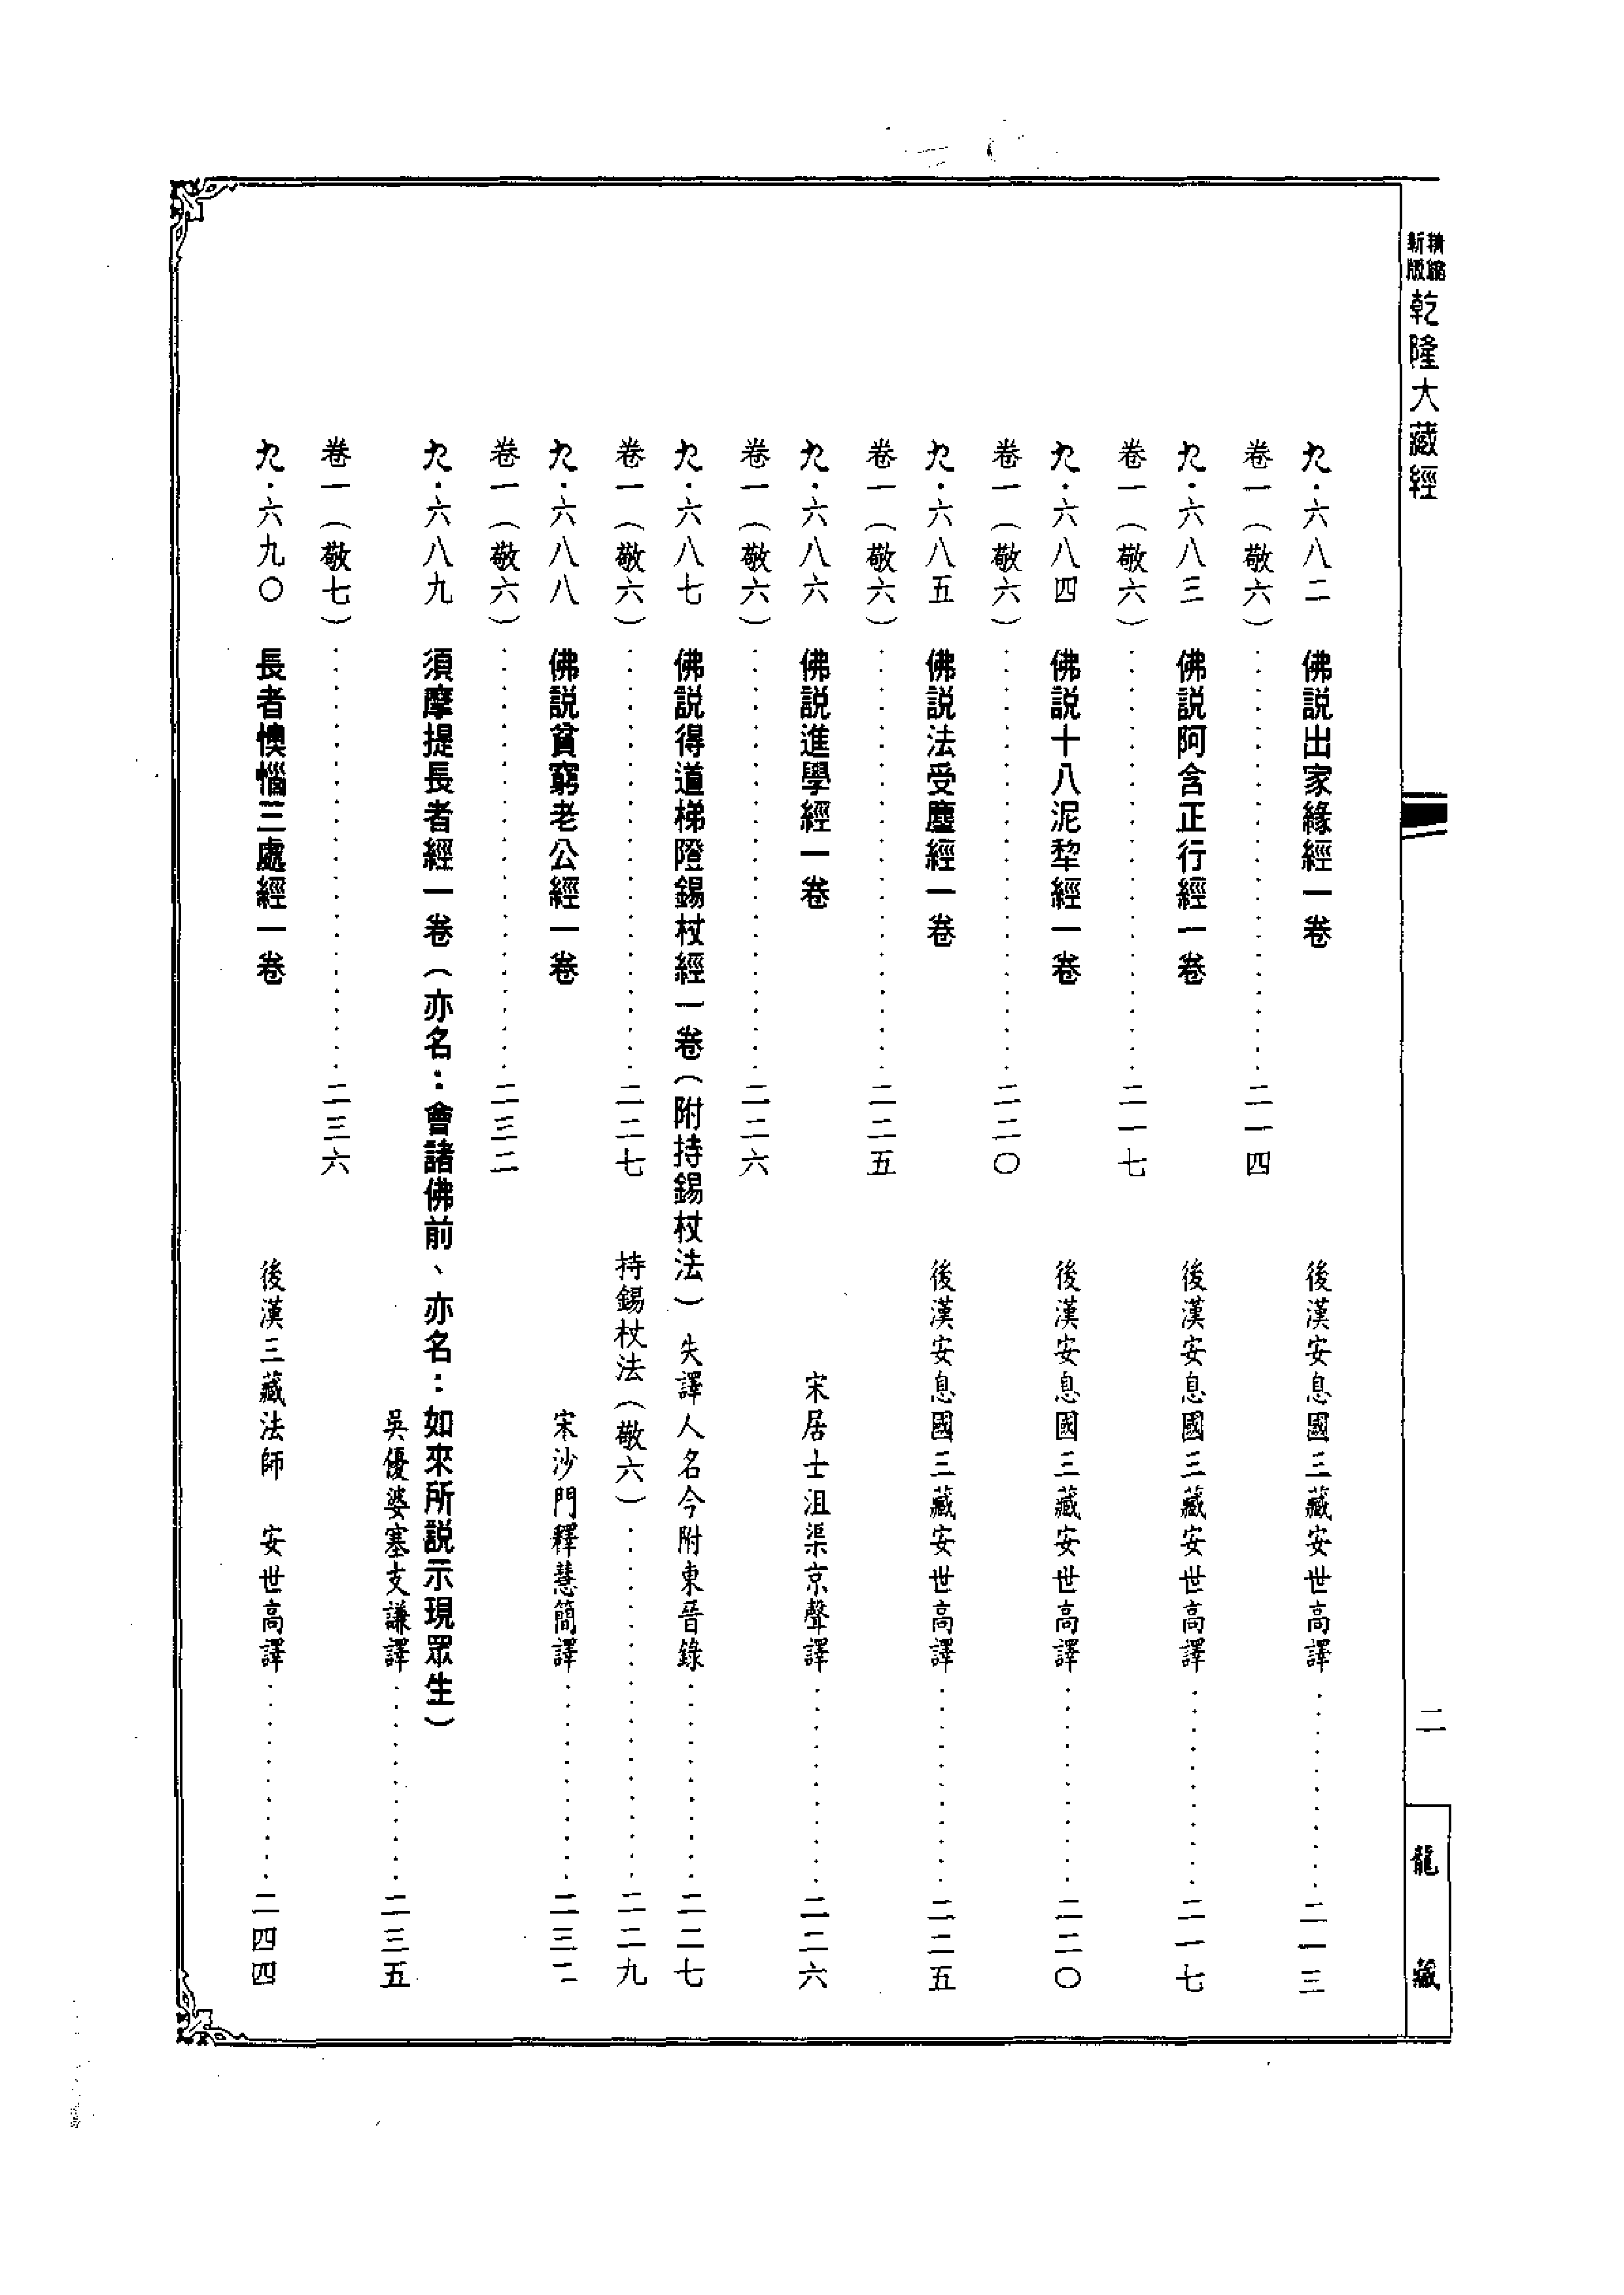 精縮
新版
乾隆大藏經
二
龍藏
九·六八二 佛説出家緣經一卷 後漢安息國三藏安世高譯…………二一三
卷一（敬六）…………二一四
九·六八三 佛説阿含正行經一卷 後漢安息國三藏安世高譯…………二一七
卷一（敬六）…………二一七
九·六八四 佛説十八泥犂經一卷 後漢安息國三藏安世高譯…………二二〇
卷一（敬六）…………二二〇
九·六八五 佛説法受塵經一卷 後漢安息國三藏安世高譯…………二二五
卷一（敬六）…………二二五
九·六八六 佛説進學經一卷 宋居士沮渠京聲譯…………二二六
卷一（敬六）…………二二六
九·六八七 佛説得道梯隥錫杖經一卷（附持錫杖法） 失譯人名今附東晉錄…………二二七
卷一（敬六）…………二二七 持錫杖法（敬六）…………二二九
九·六八八 佛説貧窮老公經一卷 宋沙門釋慧簡譯…………二三二
卷一（敬六）…………二三二
九·六八九 須摩提長者經一卷（亦名：會諸佛前、亦名：如來所説示現眾生）
吳優婆塞支謙譯…………二三五
卷一（敬七）…………二三六
九·六九〇 長者懊惱三處經一卷 後漢三藏法師 安世高譯…………二四四